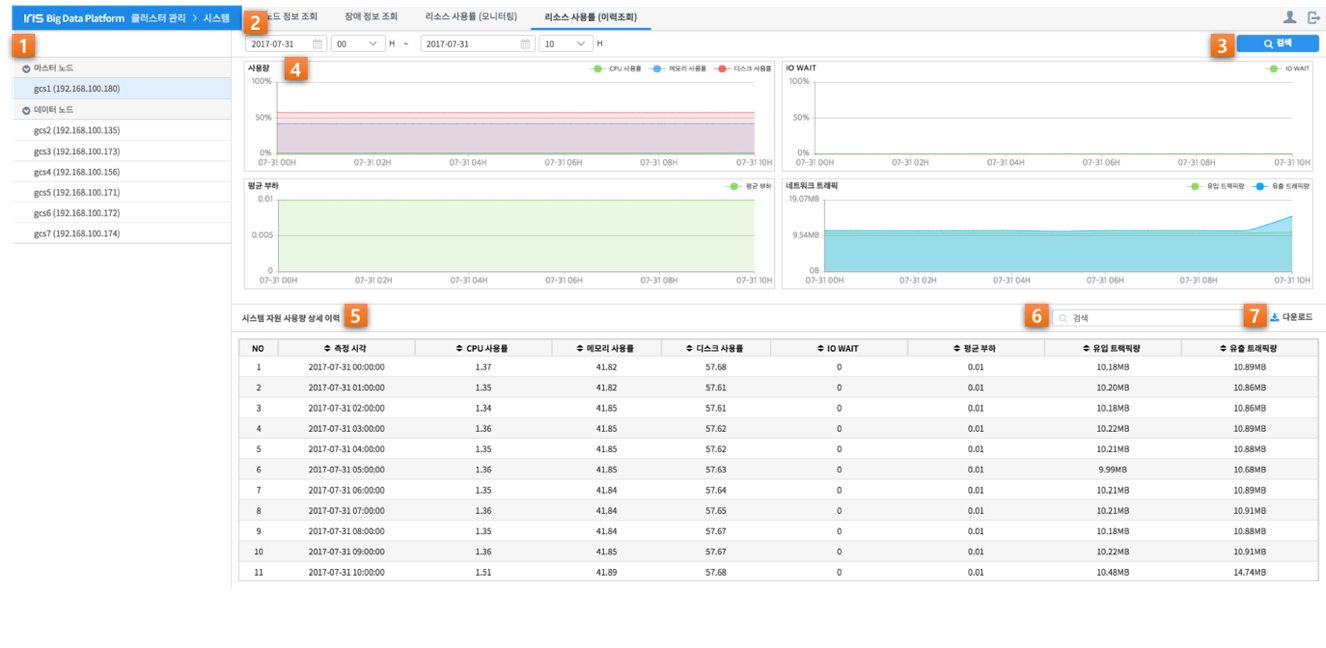 IRIS Big Data Platform 클러스터 관리 > 시스템
2
드 정보 조회 장애 정보 조회 리소스 사용률 (모니터링) 리소스 사용률 (이력조회)
1
2017-07-31 00 H ~ 2017-07-31 10 H
3
검색
마스터 노드
gcs1 (192.168.100.180)
데이터 노드
gcs2 (192.168.100.135)
gcs3 (192.168.100.173)
gcs4 (192.168.100.156)
gcs5 (192.168.100.171)
gcs6 (192.168.100.172)
gcs7 (192.168.100.174)
사용량 4 CPU 사용률 메모리 사용률 디스크 사용률
100%
50%
0%
07-31 00H 07-31 02H 07-31 04H 07-31 06H 07-31 08H 07-31 10H
IO WAIT IO WAIT
100%
50%
0%
07-31 00H 07-31 02H 07-31 04H 07-31 06H 07-31 08H 07-31 10H
평균 부하 평균 부하
0.01
0.005
0
07-31 00H 07-31 02H 07-31 04H 07-31 06H 07-31 08H 07-31 10H
네트워크 트래픽 유입 트랙픽량 유출 트래픽량
19.07MB
9.54MB
0B
07-31 00H 07-31 02H 07-31 04H 07-31 06H 07-31 08H 07-31 10H
시스템 자원 사용량 상세 이력 5 6 검색 7 다운로드
NO 측정 시각 CPU 사용률 메모리 사용률 디스크 사용률 IO WAIT 평균 부하 유입 트랙픽량 유출 트래픽량
1 2017-07-31 00:00:00 1.37 41.82 57.68 0 0.01 10.18MB 10.89MB
2 2017-07-31 01:00:00 1.35 41.82 57.61 0 0.01 10.20MB 10.86MB
3 2017-07-31 02:00:00 1.34 41.85 57.61 0 0.01 10.18MB 10.86MB
4 2017-07-31 03:00:00 1.36 41.85 57.62 0 0.01 10.22MB 10.89MB
5 2017-07-31 04:00:00 1.35 41.85 57.62 0 0.01 10.21MB 10.88MB
6 2017-07-31 05:00:00 1.36 41.85 57.63 0 0.01 9.99MB 10.68MB
7 2017-07-31 06:00:00 1.35 41.84 57.64 0 0.01 10.21MB 10.89MB
8 2017-07-31 07:00:00 1.36 41.84 57.65 0 0.01 10.21MB 10.91MB
9 2017-07-31 08:00:00 1.35 41.84 57.67 0 0.01 10.18MB 10.88MB
10 2017-07-31 09:00:00 1.36 41.85 57.67 0 0.01 10.22MB 10.91MB
11 2017-07-31 10:00:00 1.51 41.89 57.68 0 0.01 10.48MB 14.74MB